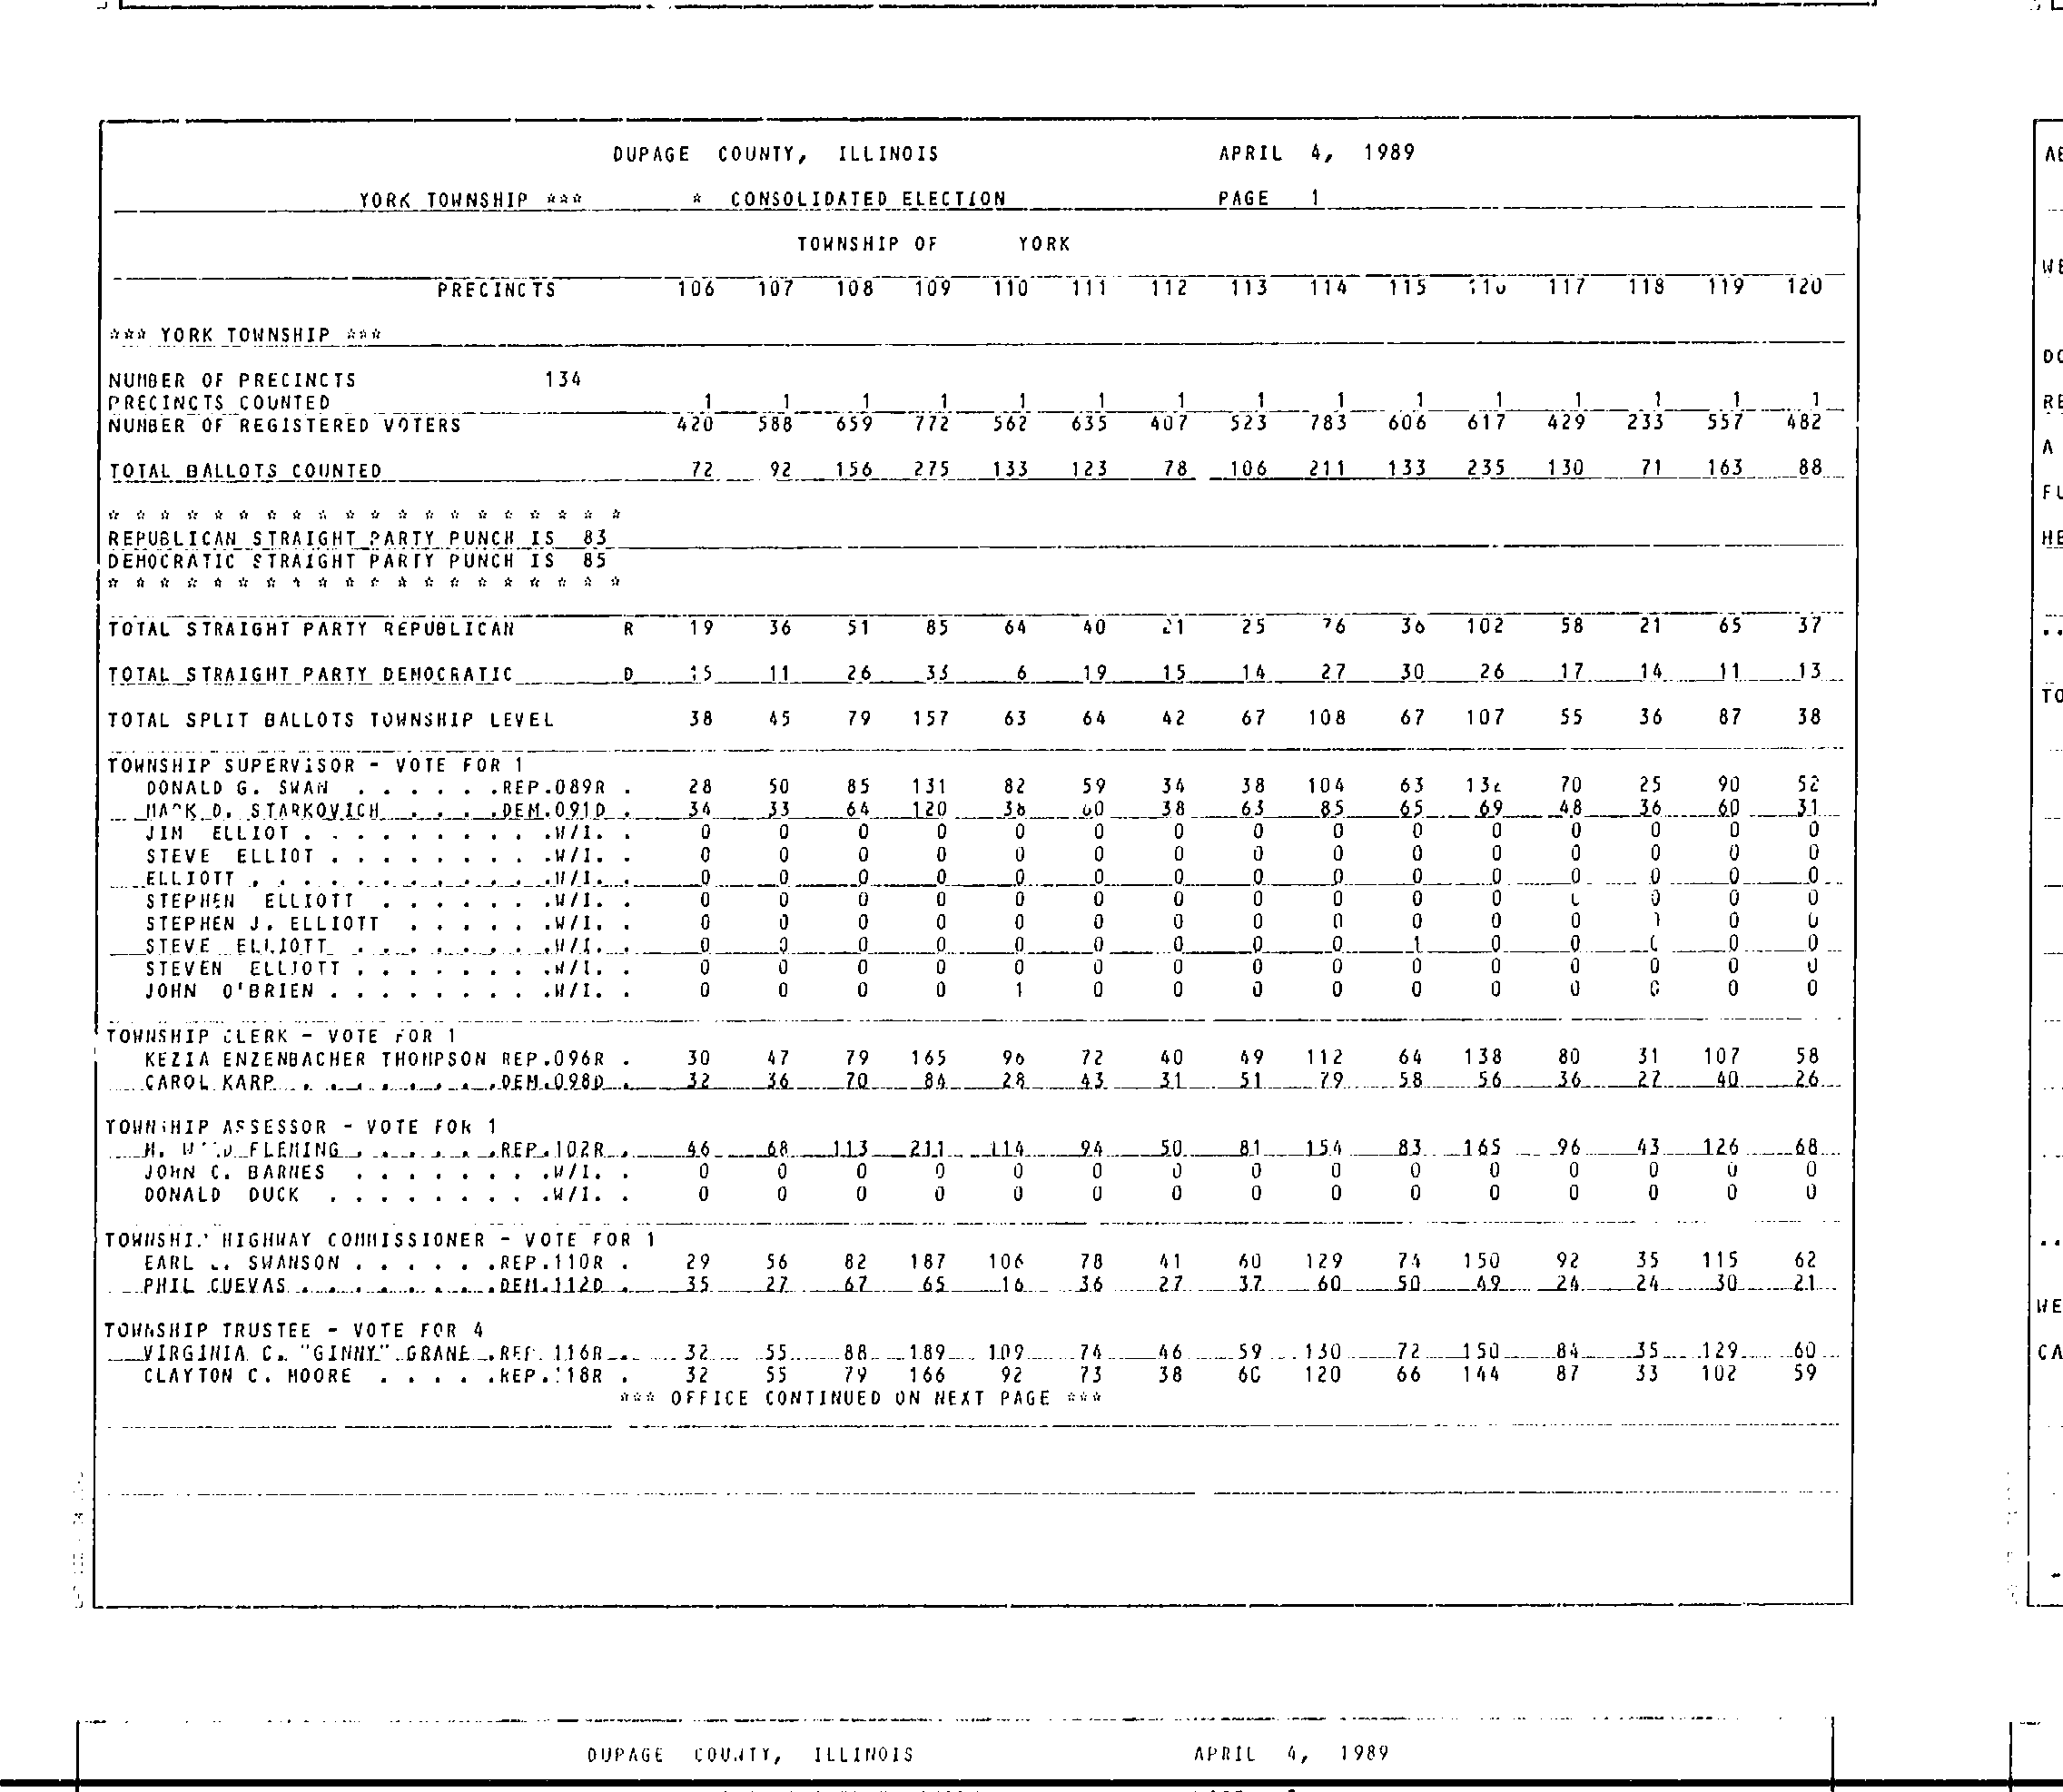 DUPAGE COUNTY, ILLINOIS APRIL 4, 1989
YORK TOWNSHIP *** * CONSOLIDATED ELECTION PAGE 1
TOWNSHIP OF YORK
PRECINCTS 106 107 108 109 110 111 112 113 114 115 117 118 119 120
*** YORK TOWNSHIP ***
NUMBER OF PRECINCTS 134
PRECINCTS COUNTED 1 1 1 1 1 1 1 1 1 1 1 1 1 1 1
NUMBER OF REGISTERED VOTERS 420 588 659 772 562 635 407 523 783 606 617 429 233 557 482
TOTAL BALLOTS COUNTED 72 92 156 275 133 123 78 106 211 133 235 130 71 163 88
* * * * * * * * * * * * * * * * * * * *
REPUBLICAN STRAIGHT PARTY PUNCH IS 83
DEMOCRATIC STRAIGHT PARTY PUNCH IS 85
* * * * * * * * * * * * * * * * * * * *
TOTAL STRAIGHT PARTY REPUBLICAN R 19 36 51 85 64 40 21 25 76 36 102 58 21 65 37
TOTAL STRAIGHT PARTY DEMOCRATIC D 15 11 26 33 6 19 15 14 27 30 26 17 14 11 13
TOTAL SPLIT BALLOTS TOWNSHIP LEVEL 38 45 79 157 63 64 42 67 108 67 107 55 36 87 38
TOWNSHIP SUPERVISOR - VOTE FOR 1
DONALD G. SWAN . . . . . .REP.089R . 28 50 85 131 82 59 34 38 104 63 70 25 90 52
MARK D. STARKOVICH . . . . .DEM.091D . 34 33 64 120 38 60 38 63 85 65 69 48 36 60 31
JIM ELLIOT . . . . . . . . . .W/I. . 0 0 0 0 0 0 0 0 0 0 0 0 0 0 0
STEVE ELLIOT . . . . . . . . .W/I. . 0 0 0 0 0 0 0 0 0 0 0 0 0 0 0
ELLIOTT . . . . . . . . . . . .W/I. . 0 0 0 0 0 0 0 0 0 0 0 0 0 0 0
STEPHEN ELLIOTT . . . . . . .W/I. . 0 0 0 0 0 0 0 0 0 0 0 0 0 0
STEPHEN J. ELLIOTT . . . . . .W/I. . 0 0 0 0 0 0 0 0 0 0 0 0 1 0 0
STEVE ELLIOTT . . . . . . . .W/I. . 0 0 0 0 0 0 0 0 0 1 0 0 0 0
STEVEN ELLIOTT . . . . . . . .W/I. . 0 0 0 0 0 0 0 0 0 0 0 0 0 0 0
JOHN O'BRIEN . . . . . . . . .W/I. . 0 0 0 0 1 0 0 0 0 0 0 0 0 0 0
TOWNSHIP CLERK - VOTE FOR 1
KEZIA ENZENBACHER THOMPSON REP.096R . 30 47 79 165 96 72 40 49 112 64 138 80 31 107 58
CAROL KARP . . . . . . . . .DEM.098D . 32 36 70 84 28 43 31 51 79 58 56 36 27 40 26
TOWNSHIP ASSESSOR - VOTE FOR 1
FLEMING . . . . . .REP.102R . 46 68 113 211 114 94 50 81 154 83 165 96 43 126 68
JOHN C. BARNES . . . . . . . .W/I. . 0 0 0 0 0 0 0 0 0 0 0 0 0 0 0
DONALD DUCK . . . . . . . . .W/I. . 0 0 0 0 0 0 0 0 0 0 0 0 0 0 0
TOWNSHIP HIGHWAY COMMISSIONER - VOTE FOR 1
EARL SWANSON . . . . . .REP.110R . 29 56 82 187 106 78 41 60 129 74 150 92 35 115 62
PHIL CUEVAS . . . . . . . .DEM.112D . 35 27 67 65 16 36 27 37 60 50 49 24 24 30 21
TOWNSHIP TRUSTEE - VOTE FOR 4
VIRGINIA C. "GINNY" GRANE .REP.116R . 32 55 88 189 109 74 46 59 130 72 150 84 35 129 60
CLAYTON C. MOORE . . . . .REP.118R . 32 55 79 166 92 73 38 60 120 66 144 87 33 102 59
*** OFFICE CONTINUED ON NEXT PAGE ***
DUPAGE COUNTY, ILLINOIS APRIL 4, 1989